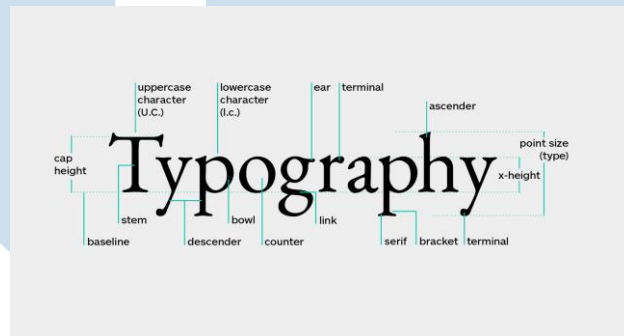 uppercase
character
(U.C.)
lowercase
character
(l.c.)
ear
terminal
ascender
cap
height
Typography
point size
(type)
x-height
stem
bowl
link
baseline
descender
counter
serif
bracket
terminal